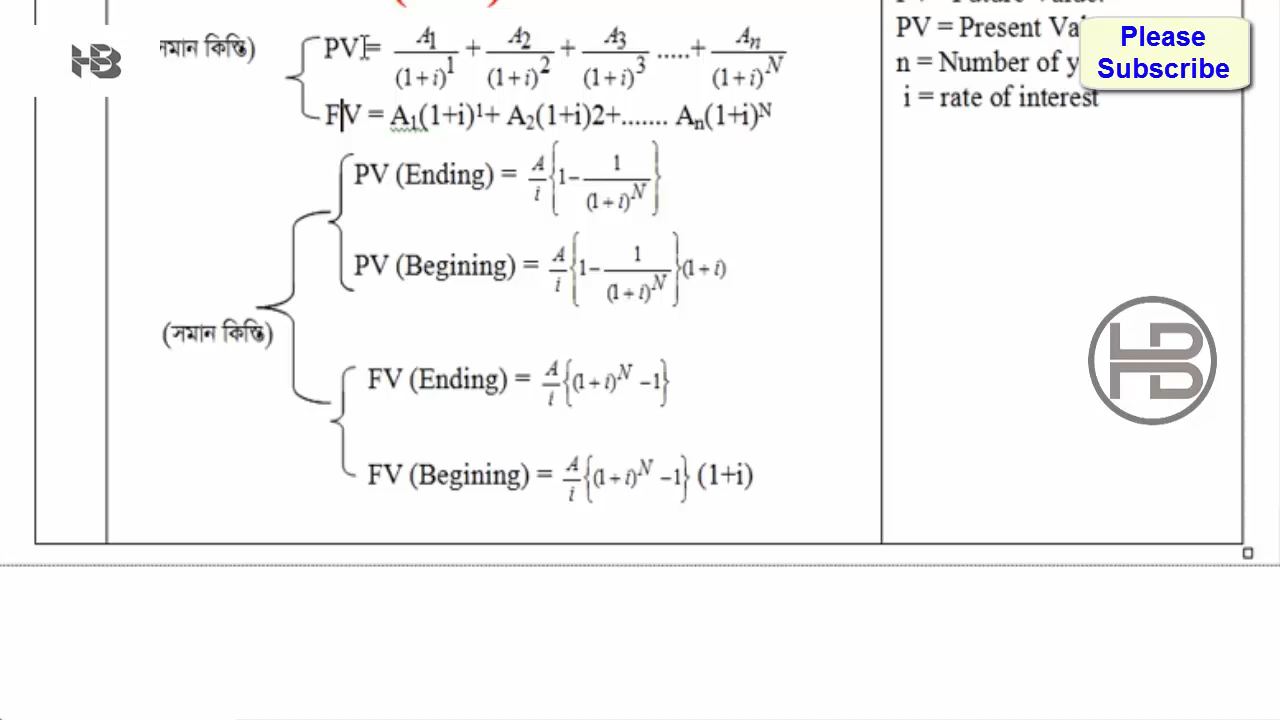 PV = A1/(1+i)^1 + A2/(1+i)^2 + A3/(1+i)^3 .....+ An/(1+i)^N
FV = A1(1+i)^1+ A2(1+i)2+....... An(1+i)^N
PV (Ending) = A/i {1− 1/(1+i)^N}
PV (Begining) = A/i {1− 1/(1+i)^N}(1+i)
(সমান কিস্তি)
FV (Ending) = A/i {(1+i)^N −1}
FV (Begining) = A/i {(1+i)^N −1} (1+i)
PV = Present
n = Number of
i = rate of interest
Please
Subscribe
HB
HB